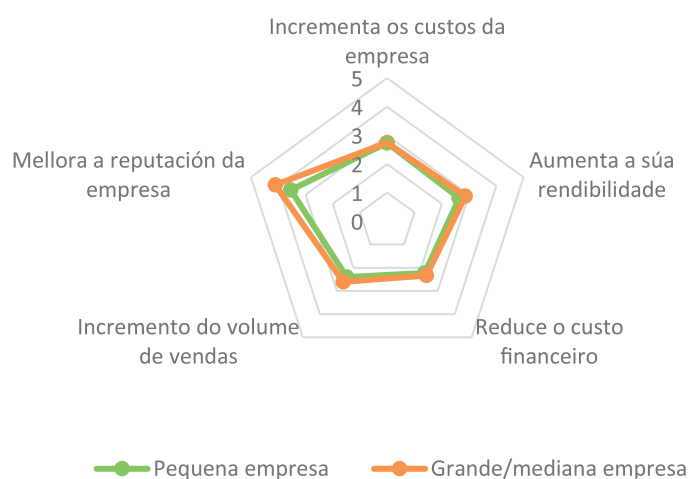 Incrementa os custos da
empresa
5
4
3
2
1
0
Mellora a reputación da
empresa
Aumenta a súa
rendibilidade
Incremento do volume
de vendas
Reduce o custo
financeiro
Pequena empresa
Grande/mediana empresa